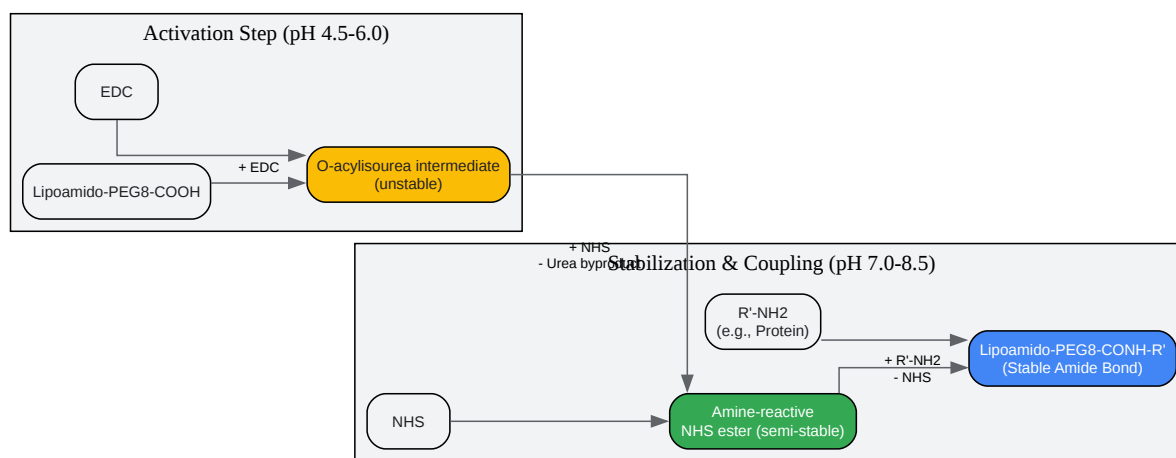 Activation Step (pH 4.5-6.0)
EDC
+ EDC
Lipoamido-PEG8-COOH
O-acylisourea intermediate
(unstable)
+ NHS
- Urea byproduct
Stabilization & Coupling (pH 7.0-8.5)
R'-NH2
(e.g., Protein)
+ R'-NH2
- NHS
Lipoamido-PEG8-CONH-R'
(Stable Amide Bond)
NHS
Amine-reactive
NHS ester (semi-stable)